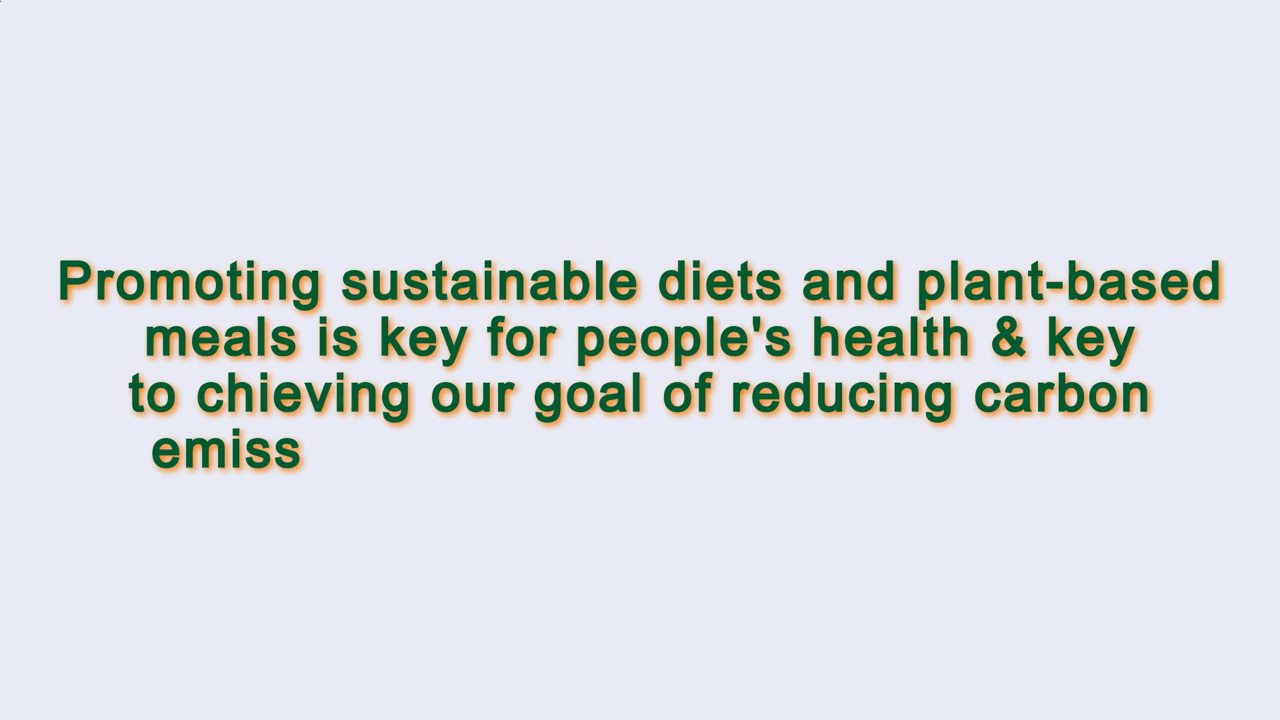 Promoting sustainable diets and plant-based
meals is key for people's health & key
to chieving our goal of reducing carbon
emiss